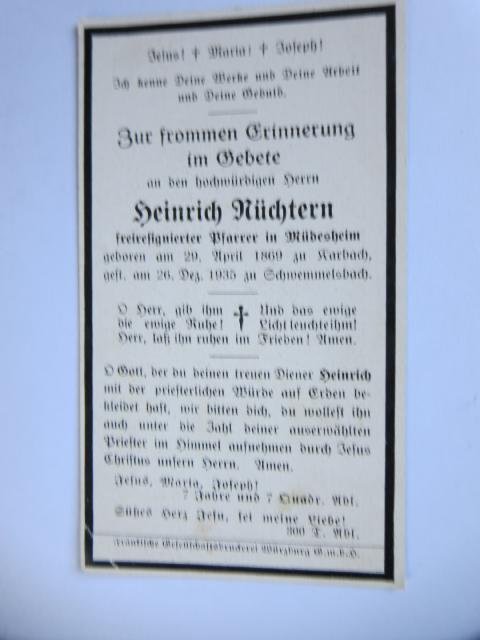 Jesus! † Maria! † Joseph!
Ich kenne Deine Werke und Deine Arbeit
und Deine Geduld.
Zur frommen Erinnerung
im Gebete
an den hochwürdigen Herrn
Heinrich Nüchtern
freiresignierter Pfarrer in Müdesheim
geboren am 29. April 1869 zu Karbach,
gest. am 26. Dez. 1935 zu Schwemmelsbach.
O Herr, gib ihm † Und das ewige
die ewige Ruhe! Licht leuchte ihm!
Herr, laß ihn ruhen im Frieden! Amen.
O Gott, der du deinen treuen Diener Heinrich
mit der priesterlichen Würde auf Erden be-
kleidet hast, wir bitten dich, du wollest ihn
auch unter die Zahl deiner auserwählten
Priester im Himmel aufnehmen durch Jesus
Christus unsern Herrn. Amen.
Jesus, Maria, Joseph!
7 Jahre und 7 Quadr. Abl.
Süßes Herz Jesu, sei meine Liebe!
300 T. Abl.
Fränkische Gesellschaftsdruckerei Würzburg G.m.b.H.